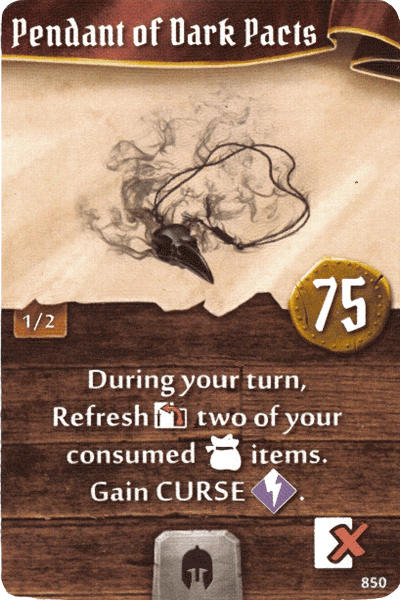 Pendant of Dark Pacts
75
1/2
During your turn,
Refresh two of your
consumed items.
Gain CURSE .
850